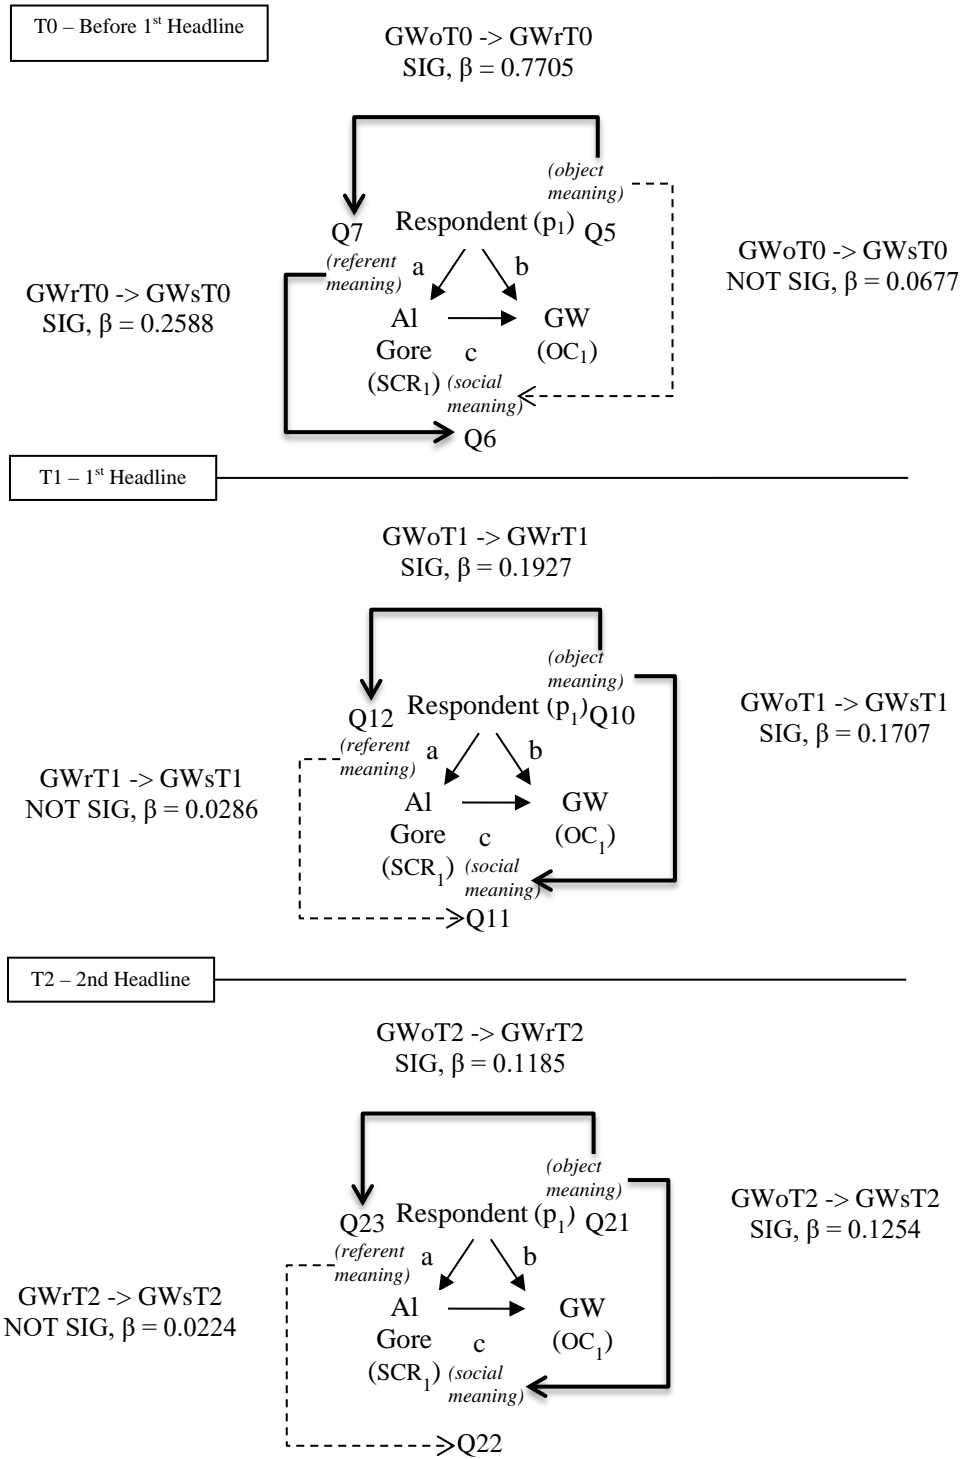 T0 – Before 1st Headline
GWoT0 -> GWrT0
SIG, β = 0.7705
(object
meaning)
Q7 Respondent (p1) Q5
(referent
meaning)
a b
GWoT0 -> GWsT0
NOT SIG, β = 0.0677
GWrT0 -> GWsT0
SIG, β = 0.2588
Al GW
Gore c (OC1)
(SCR1) (social
meaning)
Q6
T1 – 1st Headline
GWoT1 -> GWrT1
SIG, β = 0.1927
(object
meaning)
Q12 Respondent (p1)Q10
(referent
meaning)
a b
GWoT1 -> GWsT1
SIG, β = 0.1707
GWrT1 -> GWsT1
NOT SIG, β = 0.0286
Al GW
Gore c (OC1)
(SCR1) (social
meaning)
Q11
T2 – 2nd Headline
GWoT2 -> GWrT2
SIG, β = 0.1185
(object
meaning)
Q23 Respondent (p1) Q21
(referent
meaning)
a b
GWoT2 -> GWsT2
SIG, β = 0.1254
GWrT2 -> GWsT2
NOT SIG, β = 0.0224
Al GW
Gore c (OC1)
(SCR1) (social
meaning)
Q22